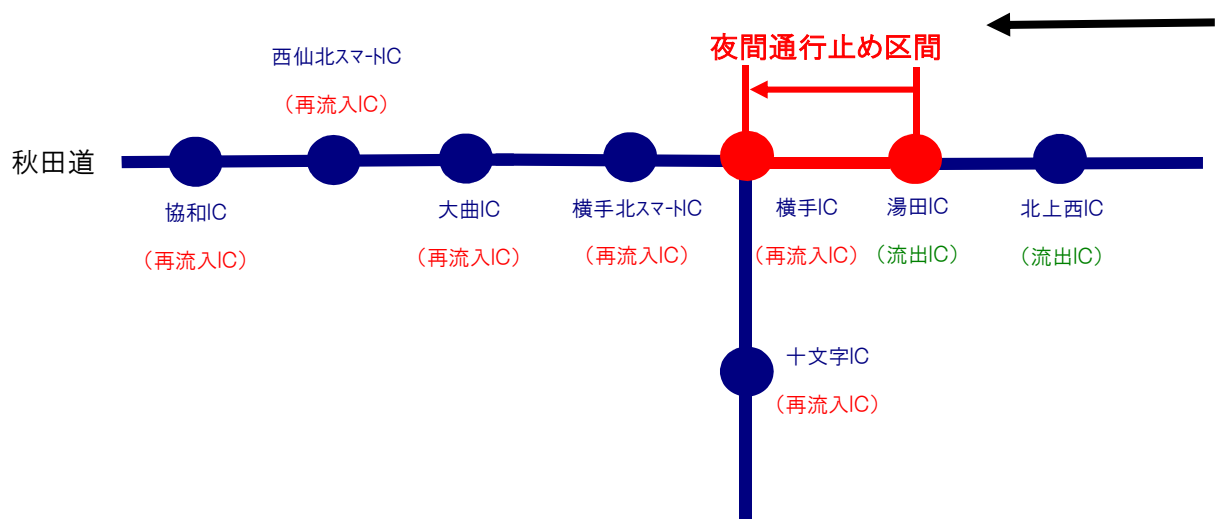 夜間通行止め区間
西仙北スマートIC
（再流入IC）
秋田道
協和IC
（再流入IC）
大曲IC
（再流入IC）
横手北スマートIC
（再流入IC）
横手IC
（再流入IC）
湯田IC
（流出IC）
北上西IC
（流出IC）
十文字IC
（再流入IC）